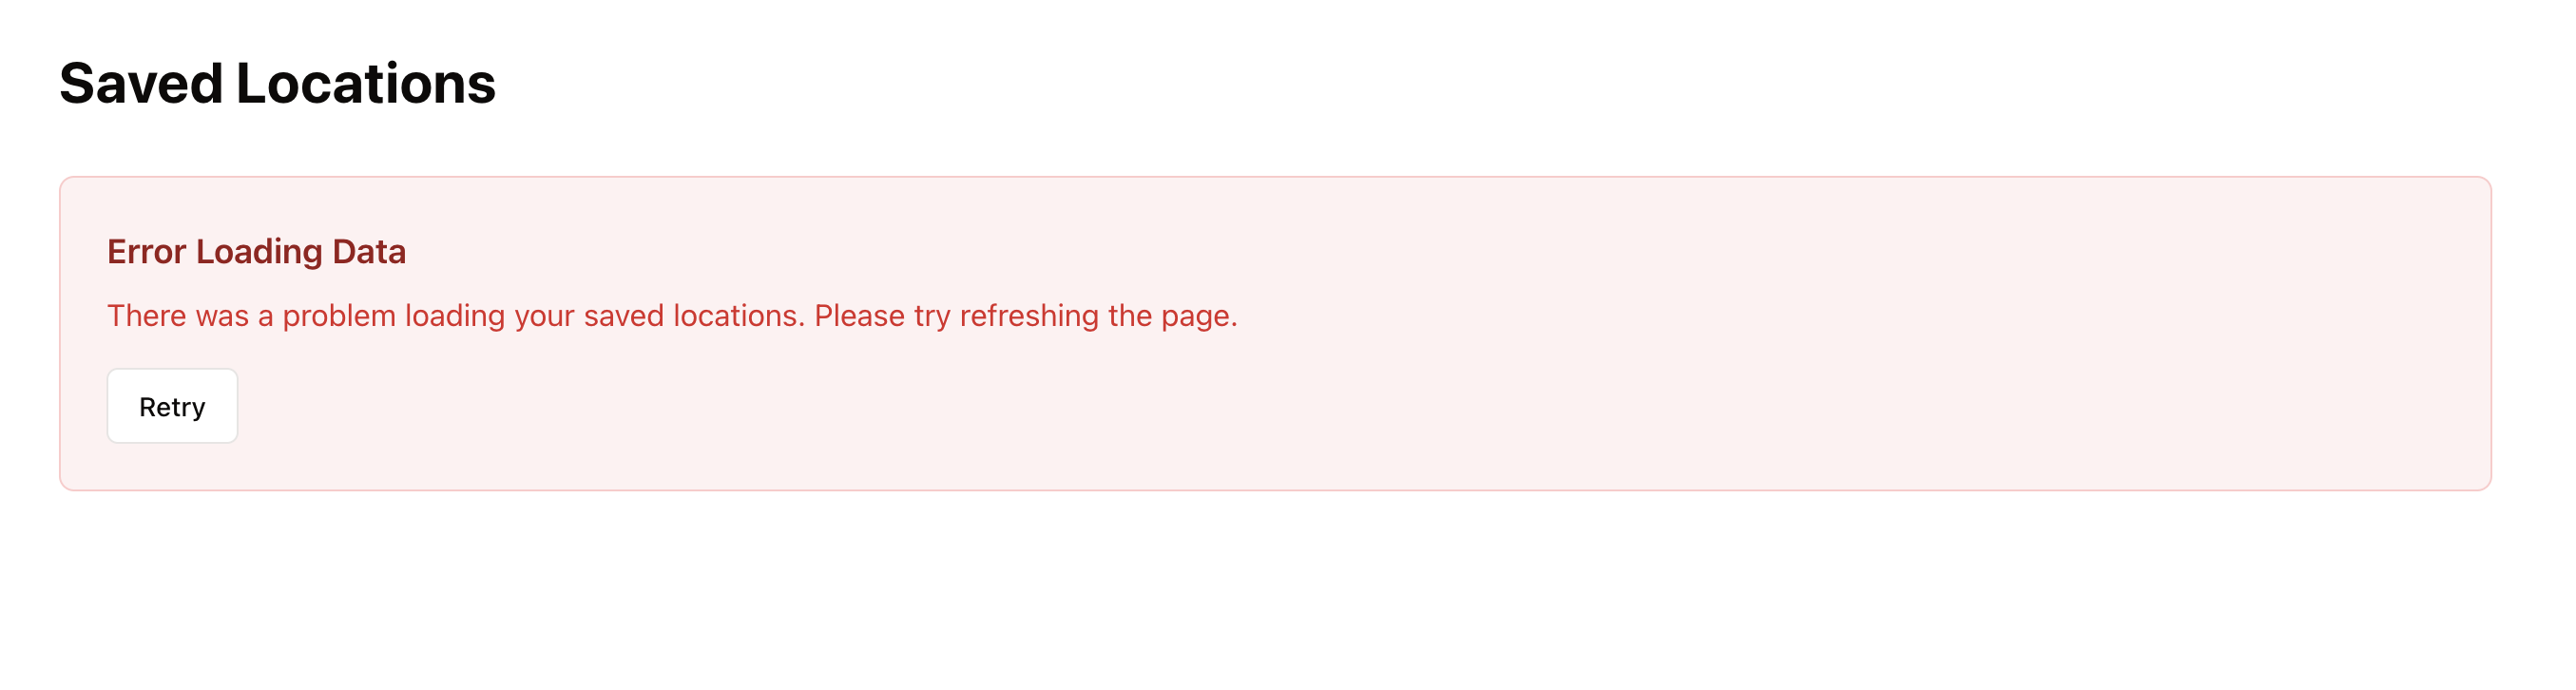 Saved Locations
Error Loading Data
There was a problem loading your saved locations. Please try refreshing the page.
Retry